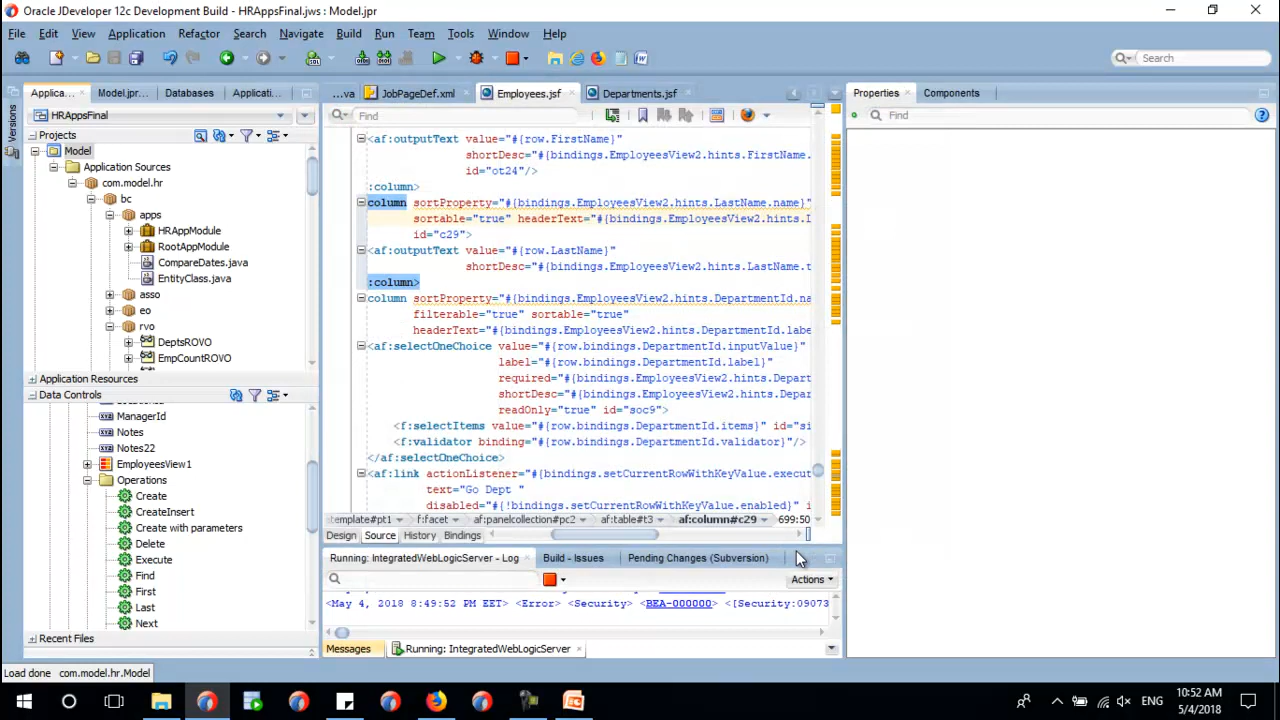 Oracle JDeveloper 12c Development Build - HRAppsFinal.jws : Model.jpr
File Edit View Application Refactor Search Navigate Build Run Team Tools Window Help
Search
Applica... Model.jpr... Databases Applicati...
...va JobPageDef.xml Employees.jsf Departments.jsf
Properties Components
Versions
HRAppsFinal
Find
Find
Projects
Model
Application Sources
com.model.hr
bc
apps
HRAppModule
RootAppModule
CompareDates.java
EntityClass.java
asso
eo
rvo
DeptsROVO
EmpCountROVO
Application Resources
Data Controls
ManagerId
Notes
Notes22
EmployeesView1
Operations
Create
CreateInsert
Create with parameters
Delete
Execute
Find
First
Last
Next
Recent Files
<af:outputText value="#{row.FirstName}"
shortDesc="#{bindings.EmployeesView2.hints.FirstName.
id="ot24"/>
:column>
column sortProperty="#{bindings.EmployeesView2.hints.LastName.name}"
sortable="true" headerText="#{bindings.EmployeesView2.hints.L
id="c29">
<af:outputText value="#{row.LastName}"
shortDesc="#{bindings.EmployeesView2.hints.LastName.t
:column>
column sortProperty="#{bindings.EmployeesView2.hints.DepartmentId.na
filterable="true" sortable="true"
headerText="#{bindings.EmployeesView2.hints.DepartmentId.labe
<af:selectOneChoice value="#{row.bindings.DepartmentId.inputValue}"
label="#{row.bindings.DepartmentId.label}"
required="#{bindings.EmployeesView2.hints.Depart
shortDesc="#{bindings.EmployeesView2.hints.Depart
readOnly="true" id="soc9">
<f:selectItems value="#{row.bindings.DepartmentId.items}" id="si
<f:validator binding="#{row.bindings.DepartmentId.validator}"/>
</af:selectOneChoice>
<af:link actionListener="#{bindings.setCurrentRowWithKeyValue.execut
text="Go Dept "
disabled="#{!bindings.setCurrentRowWithKeyValue.enabled}" i
template#pt1 f:facet af:panelcollection#pc2 af:table#t3 af:column#c29 699:50
Design Source History Bindings
Running: IntegratedWebLogicServer - Log Build - Issues Pending Changes (Subversion)
Actions
<May 4, 2018 8:49:52 PM EET> <Error> <Security> <BEA-000000> <[Security:09073
Messages Running: IntegratedWebLogicServer
Load done com.model.hr.Model
ENG
10:52 AM
5/4/2018